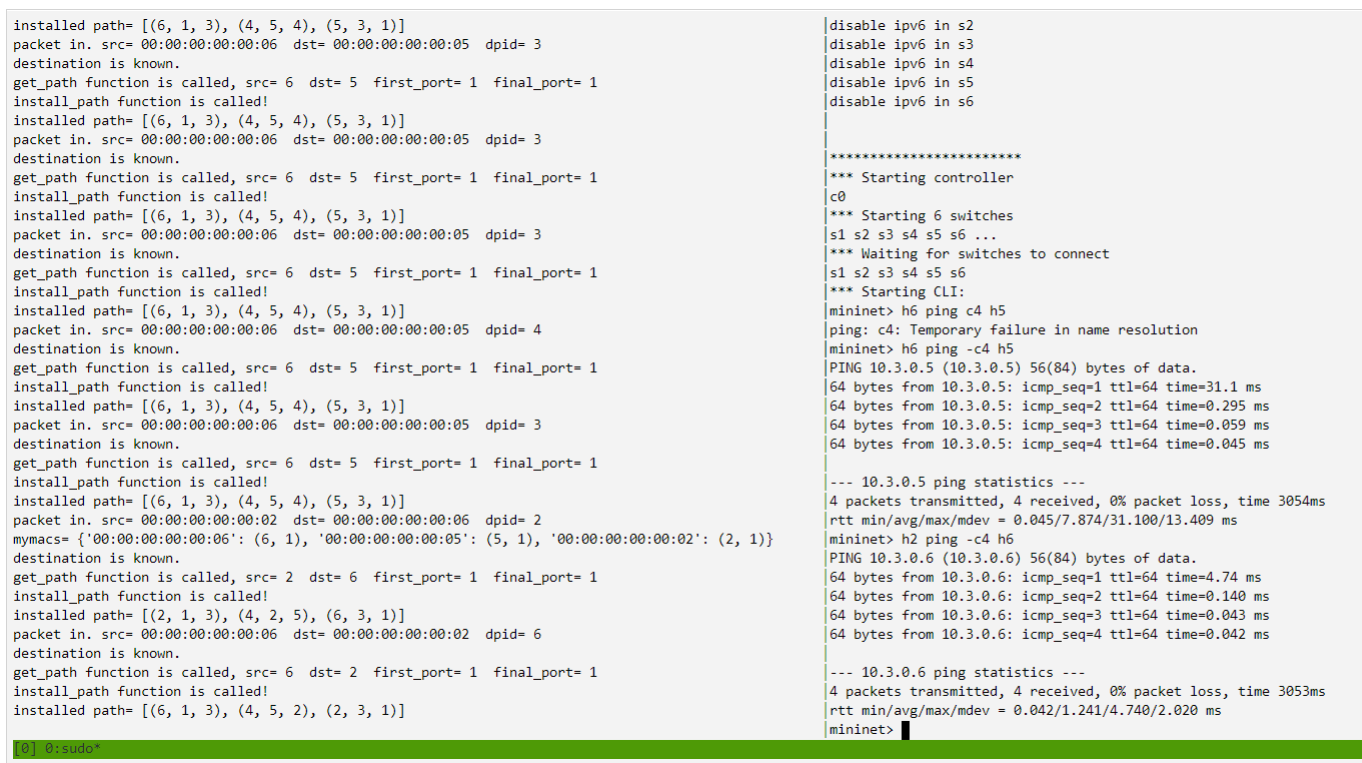 installed path= [(6, 1, 3), (4, 5, 4), (5, 3, 1)]
packet in. src= 00:00:00:00:00:06  dst= 00:00:00:00:00:05  dpid= 3
destination is known.
get_path function is called, src= 6  dst= 5  first_port= 1  final_port= 1
install_path function is called!
installed path= [(6, 1, 3), (4, 5, 4), (5, 3, 1)]
packet in. src= 00:00:00:00:00:06  dst= 00:00:00:00:00:05  dpid= 3
destination is known.
get_path function is called, src= 6  dst= 5  first_port= 1  final_port= 1
install_path function is called!
installed path= [(6, 1, 3), (4, 5, 4), (5, 3, 1)]
packet in. src= 00:00:00:00:00:06  dst= 00:00:00:00:00:05  dpid= 3
destination is known.
get_path function is called, src= 6  dst= 5  first_port= 1  final_port= 1
install_path function is called!
installed path= [(6, 1, 3), (4, 5, 4), (5, 3, 1)]
packet in. src= 00:00:00:00:00:06  dst= 00:00:00:00:00:05  dpid= 4
destination is known.
get_path function is called, src= 6  dst= 5  first_port= 1  final_port= 1
install_path function is called!
installed path= [(6, 1, 3), (4, 5, 4), (5, 3, 1)]
packet in. src= 00:00:00:00:00:06  dst= 00:00:00:00:00:05  dpid= 3
destination is known.
get_path function is called, src= 6  dst= 5  first_port= 1  final_port= 1
install_path function is called!
installed path= [(6, 1, 3), (4, 5, 4), (5, 3, 1)]
packet in. src= 00:00:00:00:00:02  dst= 00:00:00:00:00:06  dpid= 2
mymacs= {'00:00:00:00:00:06': (6, 1), '00:00:00:00:00:05': (5, 1), '00:00:00:00:00:02': (2, 1)}
destination is known.
get_path function is called, src= 2  dst= 6  first_port= 1  final_port= 1
install_path function is called!
installed path= [(2, 1, 3), (4, 2, 5), (6, 3, 1)]
packet in. src= 00:00:00:00:00:06  dst= 00:00:00:00:00:02  dpid= 6
destination is known.
get_path function is called, src= 6  dst= 2  first_port= 1  final_port= 1
install_path function is called!
installed path= [(6, 1, 3), (4, 5, 2), (2, 3, 1)]
disable ipv6 in s2
disable ipv6 in s3
disable ipv6 in s4
disable ipv6 in s5
disable ipv6 in s6
************************
*** Starting controller
c0
*** Starting 6 switches
s1 s2 s3 s4 s5 s6 ...
*** Waiting for switches to connect
s1 s2 s3 s4 s5 s6
*** Starting CLI:
mininet> h6 ping c4 h5
ping: c4: Temporary failure in name resolution
mininet> h6 ping -c4 h5
PING 10.3.0.5 (10.3.0.5) 56(84) bytes of data.
64 bytes from 10.3.0.5: icmp_seq=1 ttl=64 time=31.1 ms
64 bytes from 10.3.0.5: icmp_seq=2 ttl=64 time=0.295 ms
64 bytes from 10.3.0.5: icmp_seq=3 ttl=64 time=0.059 ms
64 bytes from 10.3.0.5: icmp_seq=4 ttl=64 time=0.045 ms
--- 10.3.0.5 ping statistics ---
4 packets transmitted, 4 received, 0% packet loss, time 3054ms
rtt min/avg/max/mdev = 0.045/7.874/31.100/13.409 ms
mininet> h2 ping -c4 h6
PING 10.3.0.6 (10.3.0.6) 56(84) bytes of data.
64 bytes from 10.3.0.6: icmp_seq=1 ttl=64 time=4.74 ms
64 bytes from 10.3.0.6: icmp_seq=2 ttl=64 time=0.140 ms
64 bytes from 10.3.0.6: icmp_seq=3 ttl=64 time=0.043 ms
64 bytes from 10.3.0.6: icmp_seq=4 ttl=64 time=0.042 ms
--- 10.3.0.6 ping statistics ---
4 packets transmitted, 4 received, 0% packet loss, time 3053ms
rtt min/avg/max/mdev = 0.042/1.241/4.740/2.020 ms
mininet>
[0] 0:sudo*